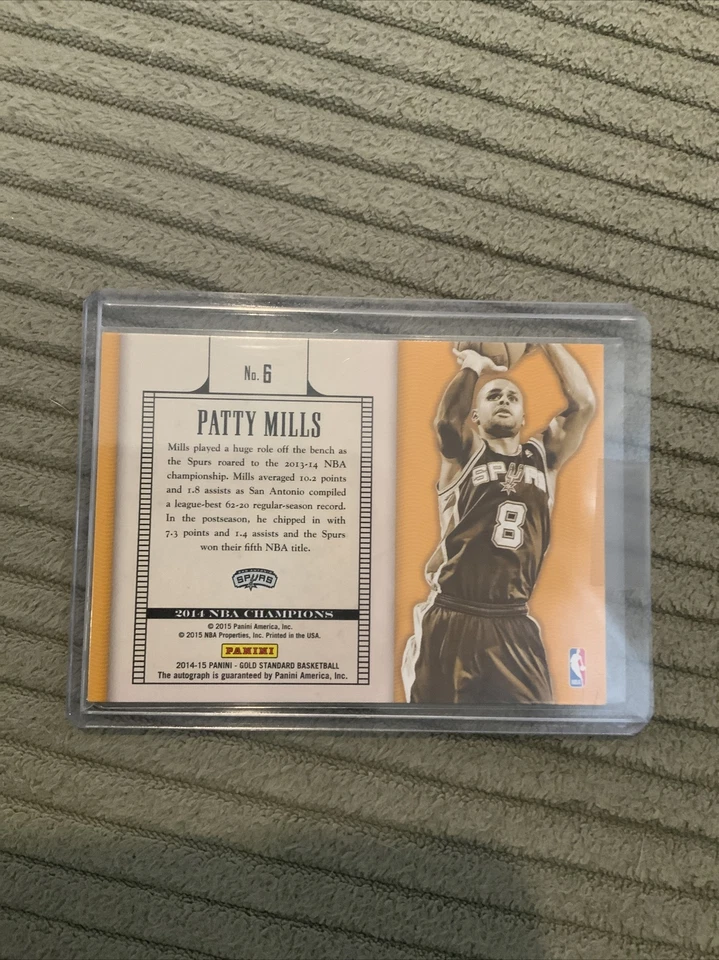 No. 6
PATTY MILLS
Mills played a huge role off the bench as
the Spurs roared to the 2013-14 NBA
championship. Mills averaged 10.2 points
and 1.8 assists as San Antonio compiled
a league-best 62-20 regular-season record.
In the postseason, he chipped in with
7.3 points and 1.4 assists and the Spurs
won their fifth NBA title.
SAN ANTONIO
SPURS
2014 NBA CHAMPIONS
© 2015 Panini America, Inc.
© 2015 NBA Properties, Inc. Printed in the USA.
PANINI
2014-15 PANINI - GOLD STANDARD BASKETBALL
The autograph is guaranteed by Panini America, Inc.
SPURS
8
NBA